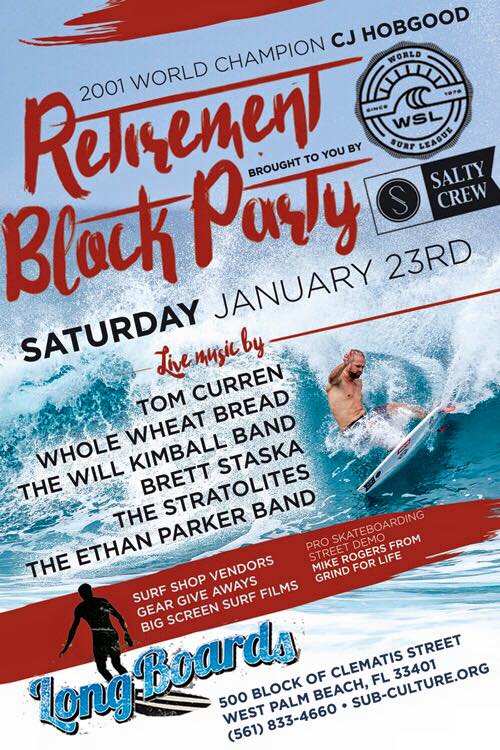 2001 WORLD CHAMPION CJ HOBGOOD
Retirement
BROUGHT TO YOU BY
Block Party
WORLD
SINCE 1976
WSL
SURF LEAGUE
S
SALTY
CREW
SATURDAY JANUARY 23RD
Live music by
TOM CURREN
WHOLE WHEAT BREAD
THE WILL KIMBALL BAND
BRETT STASKA
THE STRATOLITES
THE ETHAN PARKER BAND
SURF SHOP VENDORS
GEAR GIVE AWAYS
BIG SCREEN SURF FILMS
PRO SKATEBOARDING
STREET DEMO
MIKE ROGERS FROM
GRIND FOR LIFE
Long Boards
500 BLOCK OF CLEMATIS STREET
WEST PALM BEACH, FL 33401
(561) 833-4660 • SUB-CULTURE.ORG